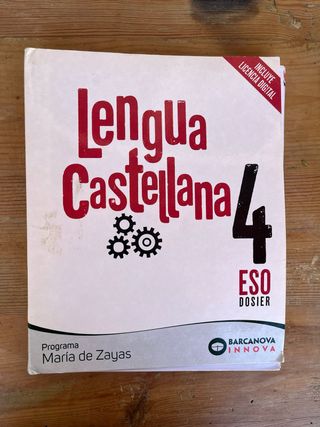 INCLUYE
LICENCIA DIGITAL
Lengua
Castellana
4
ESO
DOSIER
Programa
María de Zayas
BARCANOVA
INNOVA